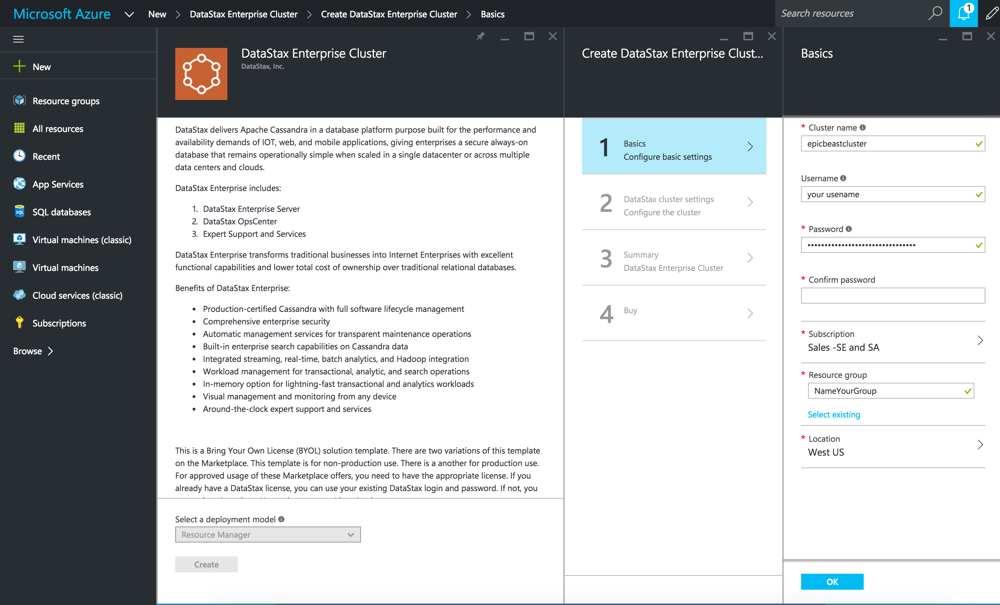 Microsoft Azure
New
DataStax Enterprise Cluster
Create DataStax Enterprise Cluster
Basics
Search resources
1
New
Resource groups
All resources
Recent
App Services
SQL
SQL databases
Virtual machines (classic)
Virtual machines
Cloud services (classic)
Subscriptions
Browse
DataStax Enterprise Cluster
DataStax, Inc.
DataStax delivers Apache Cassandra in a database platform purpose built for the performance and
availability demands of IOT, web, and mobile applications, giving enterprises a secure always-on
database that remains operationally simple when scaled in a single datacenter or across multiple
data centers and clouds.
DataStax Enterprise includes:
1. DataStax Enterprise Server
2. DataStax OpsCenter
3. Expert Support and Services
DataStax Enterprise transforms traditional businesses into Internet Enterprises with excellent
functional capabilities and lower total cost of ownership over traditional relational databases.
Benefits of DataStax Enterprise:
• Production-certified Cassandra with full software lifecycle management
• Comprehensive enterprise security
• Automatic management services for transparent maintenance operations
• Built-in enterprise search capabilities on Cassandra data
• Integrated streaming, real-time, batch analytics, and Hadoop integration
• Workload management for transactional, analytic, and search operations
• In-memory option for lightning-fast transactional and analytics workloads
• Visual management and monitoring from any device
• Around-the-clock expert support and services
This is a Bring Your Own License (BYOL) solution template. There are two variations of this template
on the Marketplace. This template is for non-production use. There is a another for production use.
For approved usage of these Marketplace offers, you need to have the appropriate license. If you
already have a DataStax license, you can use your existing DataStax login and password. If not, you
Select a deployment model
Resource Manager
Create
Create DataStax Enterprise Clust...
1
Basics
Configure basic settings
2
DataStax cluster settings
Configure the cluster
3
Summary
DataStax Enterprise Cluster
4
Buy
Basics
* Cluster name
epicbeastcluster
Username
your usename
* Password
••••••••••••••••••••••••••••••••
* Confirm password
* Subscription
Sales -SE and SA
* Resource group
NameYourGroup
Select existing
* Location
West US
OK